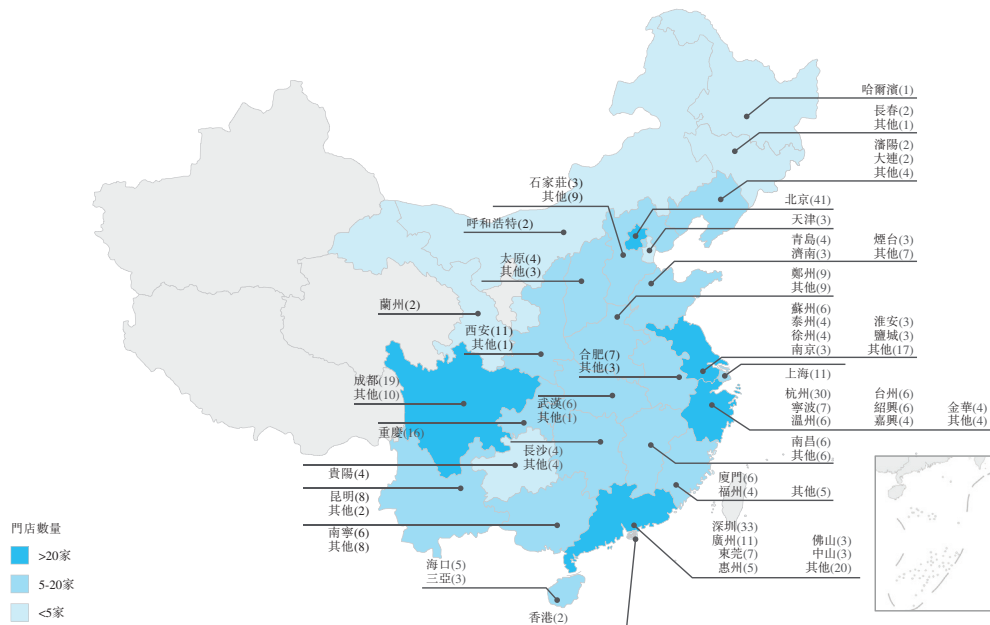 哈爾濱(1)
長春(2)
其他(1)
瀋陽(2)
大連(2)
其他(4)
石家莊(3)
其他(9)
北京(41)
呼和浩特(2)
天津(3)
青島(4) 煙台(3)
濟南(3) 其他(7)
太原(4)
其他(3)
鄭州(9)
其他(9)
蘭州(2)
蘇州(6)
泰州(4) 淮安(3)
徐州(4) 鹽城(3)
南京(3) 其他(17)
西安(11)
其他(1)
合肥(7)
其他(3)
上海(11)
成都(19)
其他(10)
杭州(30) 台州(6)
寧波(7) 紹興(6) 金華(4)
溫州(6) 嘉興(4) 其他(4)
武漢(6)
其他(1)
重慶(16)
南昌(6)
其他(6)
長沙(4)
其他(4)
貴陽(4)
廈門(6)
福州(4) 其他(5)
昆明(8)
其他(2)
深圳(33)
廣州(11) 佛山(3)
東莞(7) 中山(3)
惠州(5) 其他(20)
南寧(6)
其他(8)
海口(5)
三亞(3)
香港(2)
門店數量
>20家
5-20家
<5家